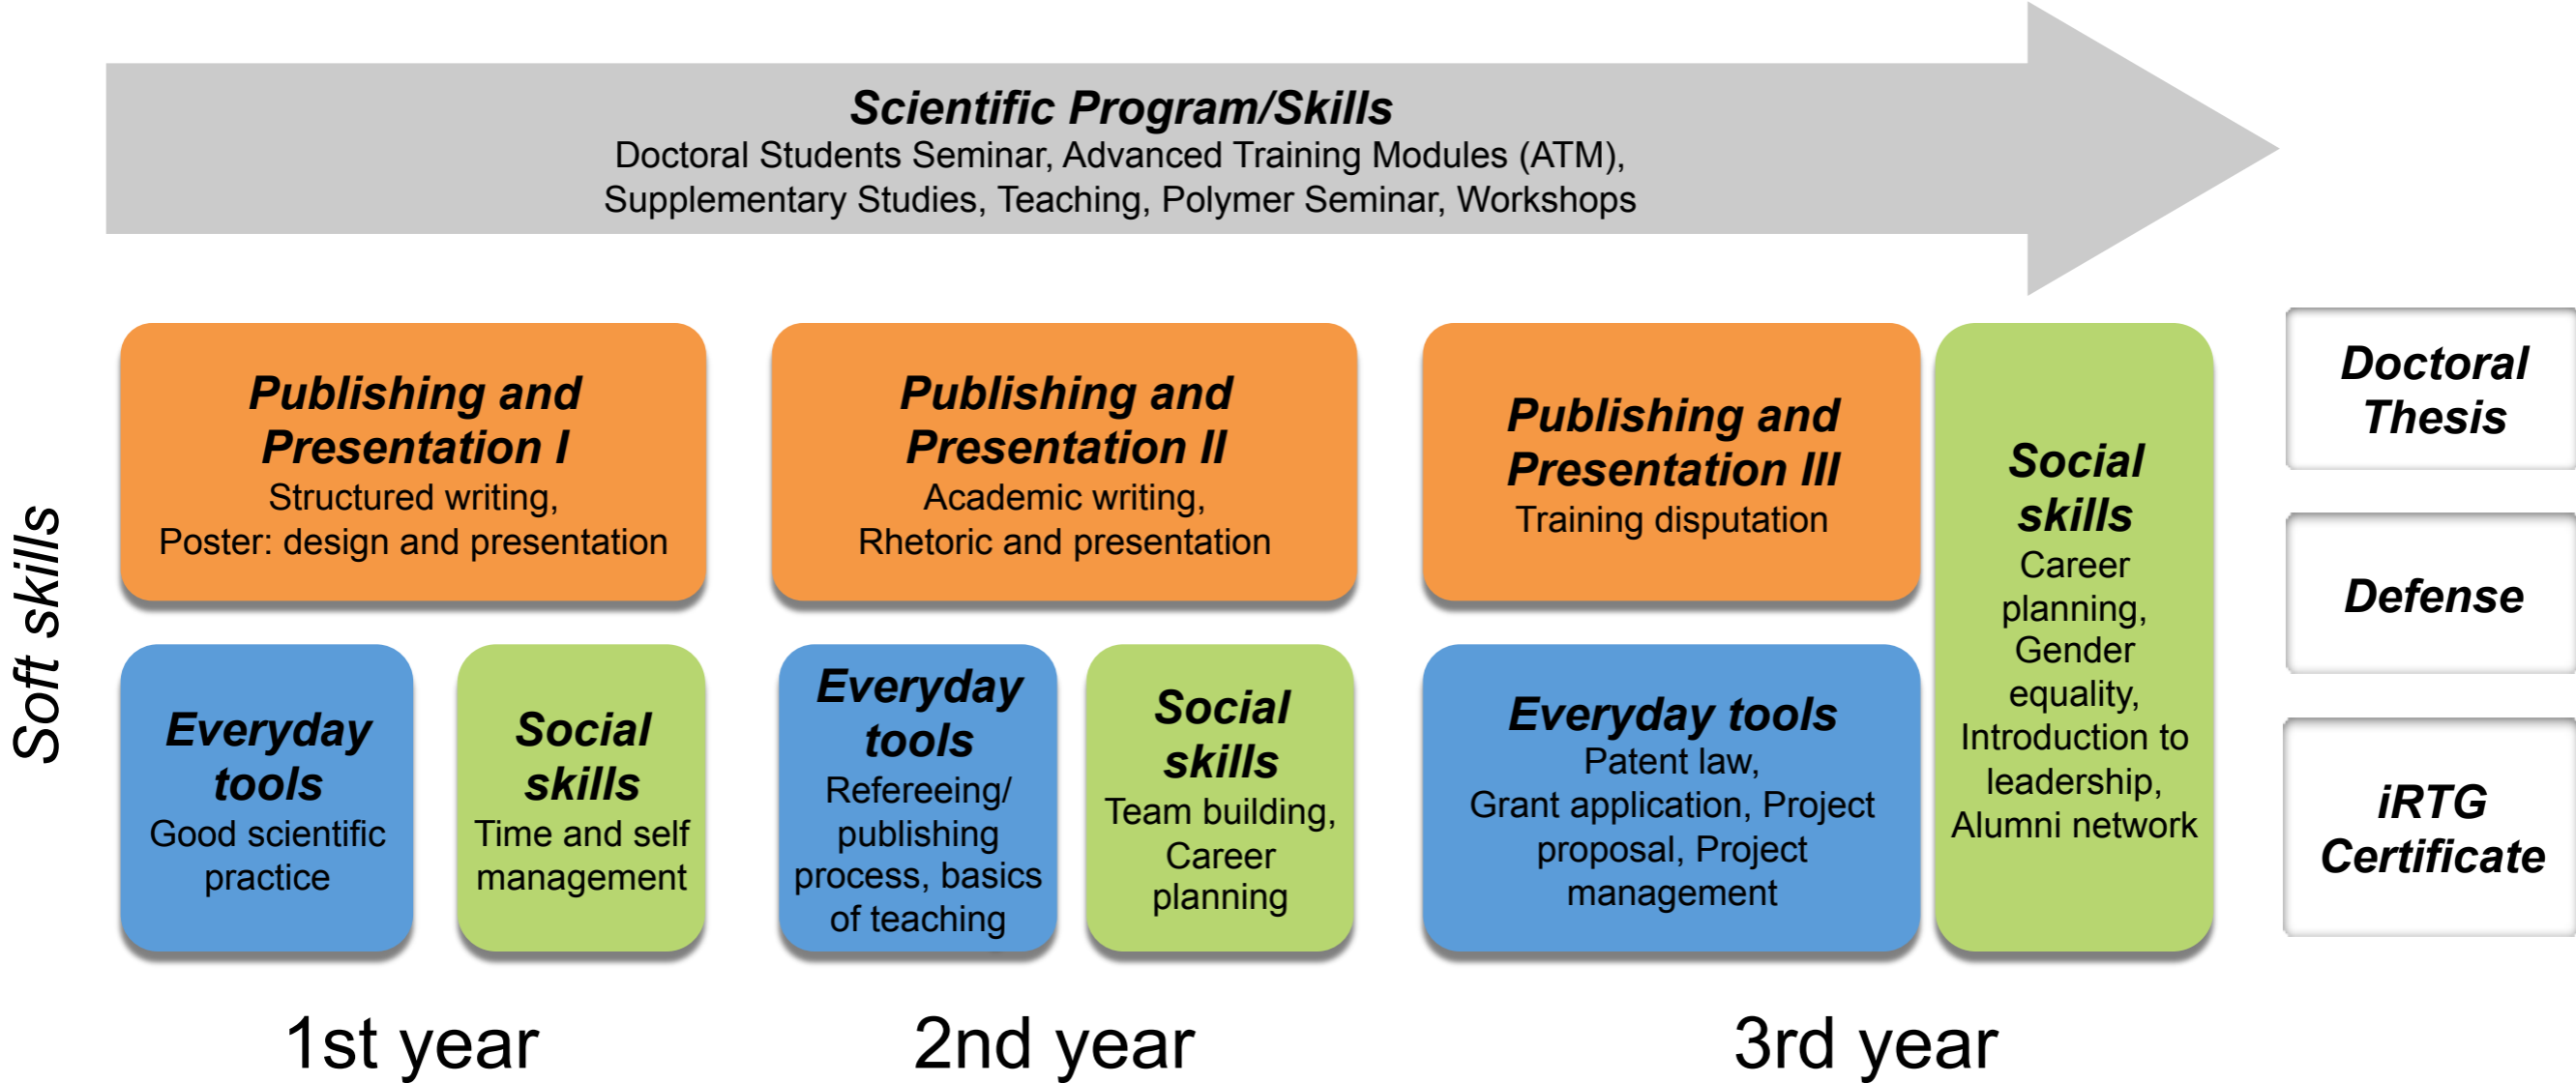 Scientific Program/Skills
Doctoral Students Seminar, Advanced Training Modules (ATM),
Supplementary Studies, Teaching, Polymer Seminar, Workshops
Soft skills
Publishing and
Presentation I
Structured writing,
Poster: design and presentation
Publishing and
Presentation II
Academic writing,
Rhetoric and presentation
Publishing and
Presentation III
Training disputation
Everyday
tools
Good scientific
practice
Social
skills
Time and self
management
Everyday
tools
Refereeing/
publishing
process, basics
of teaching
Social
skills
Team building,
Career
planning
Everyday tools
Patent law,
Grant application, Project
proposal, Project
management
Social
skills
Career
planning,
Gender
equality,
Introduction to
leadership,
Alumni network
Doctoral
Thesis
Defense
iRTG
Certificate
1st year
2nd year
3rd year